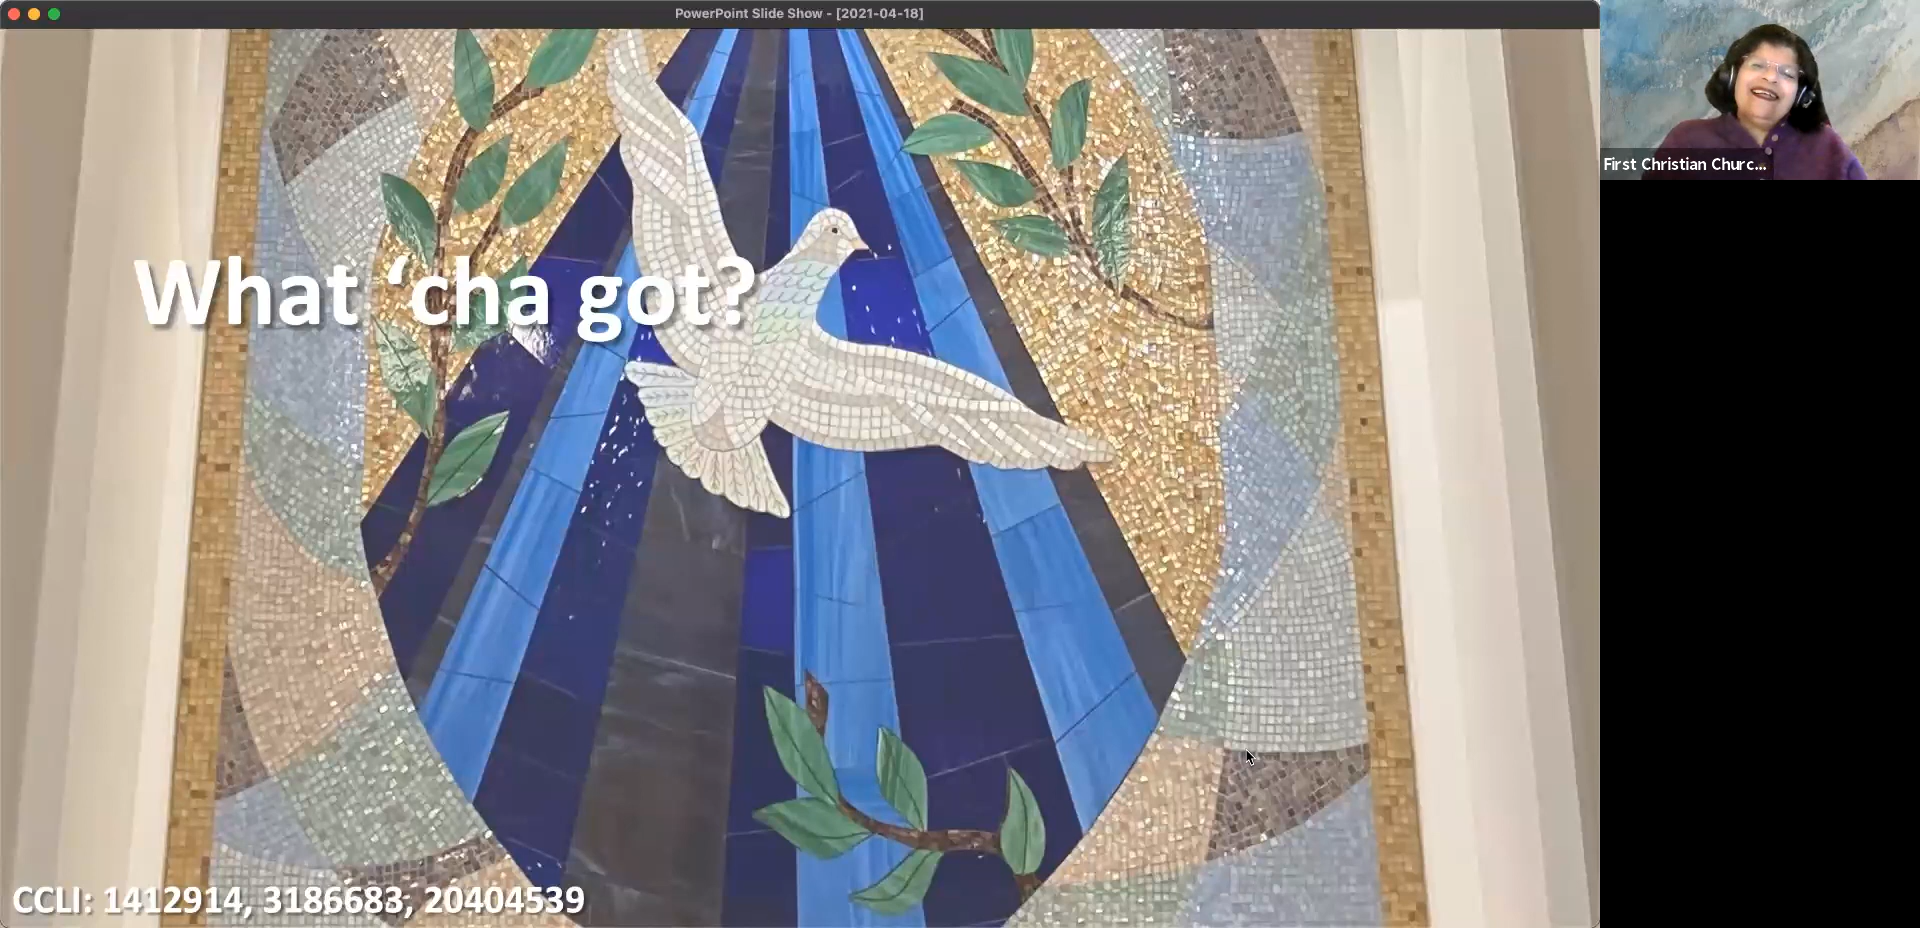 PowerPoint Slide Show - [2021-04-18]
First Christian Churc...
What ‘cha got?
CCLI: 1412914, 3186683, 20404539